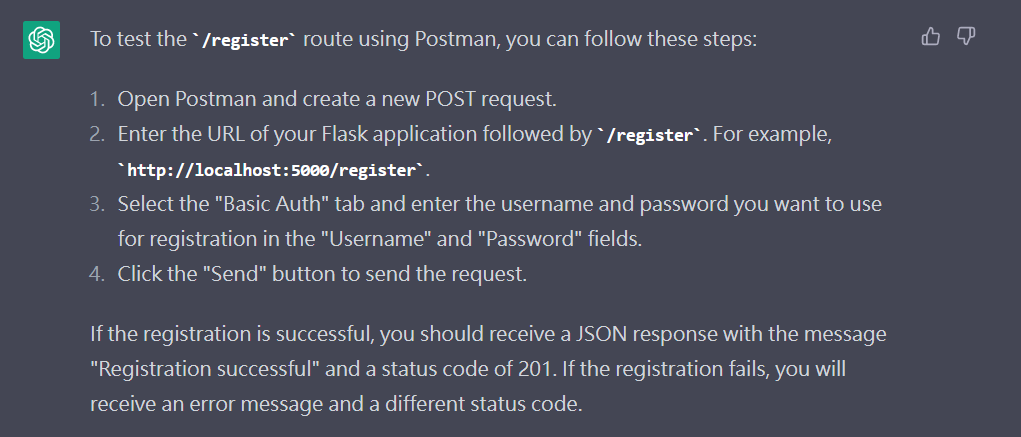 To test the `/register` route using Postman, you can follow these steps:
1. Open Postman and create a new POST request.
2. Enter the URL of your Flask application followed by `/register`. For example,
`http://localhost:5000/register`.
3. Select the "Basic Auth" tab and enter the username and password you want to use
for registration in the "Username" and "Password" fields.
4. Click the "Send" button to send the request.
If the registration is successful, you should receive a JSON response with the message
"Registration successful" and a status code of 201. If the registration fails, you will
receive an error message and a different status code.